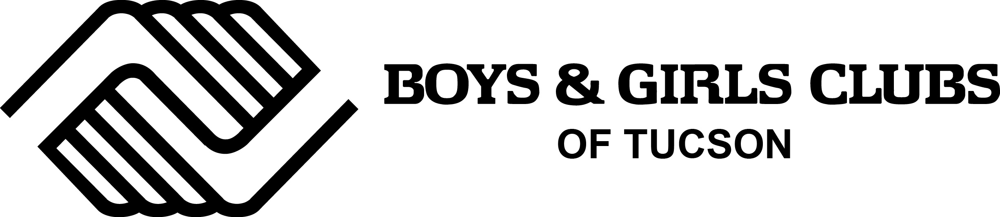 BOYS & GIRLS CLUBS
OF TUCSON